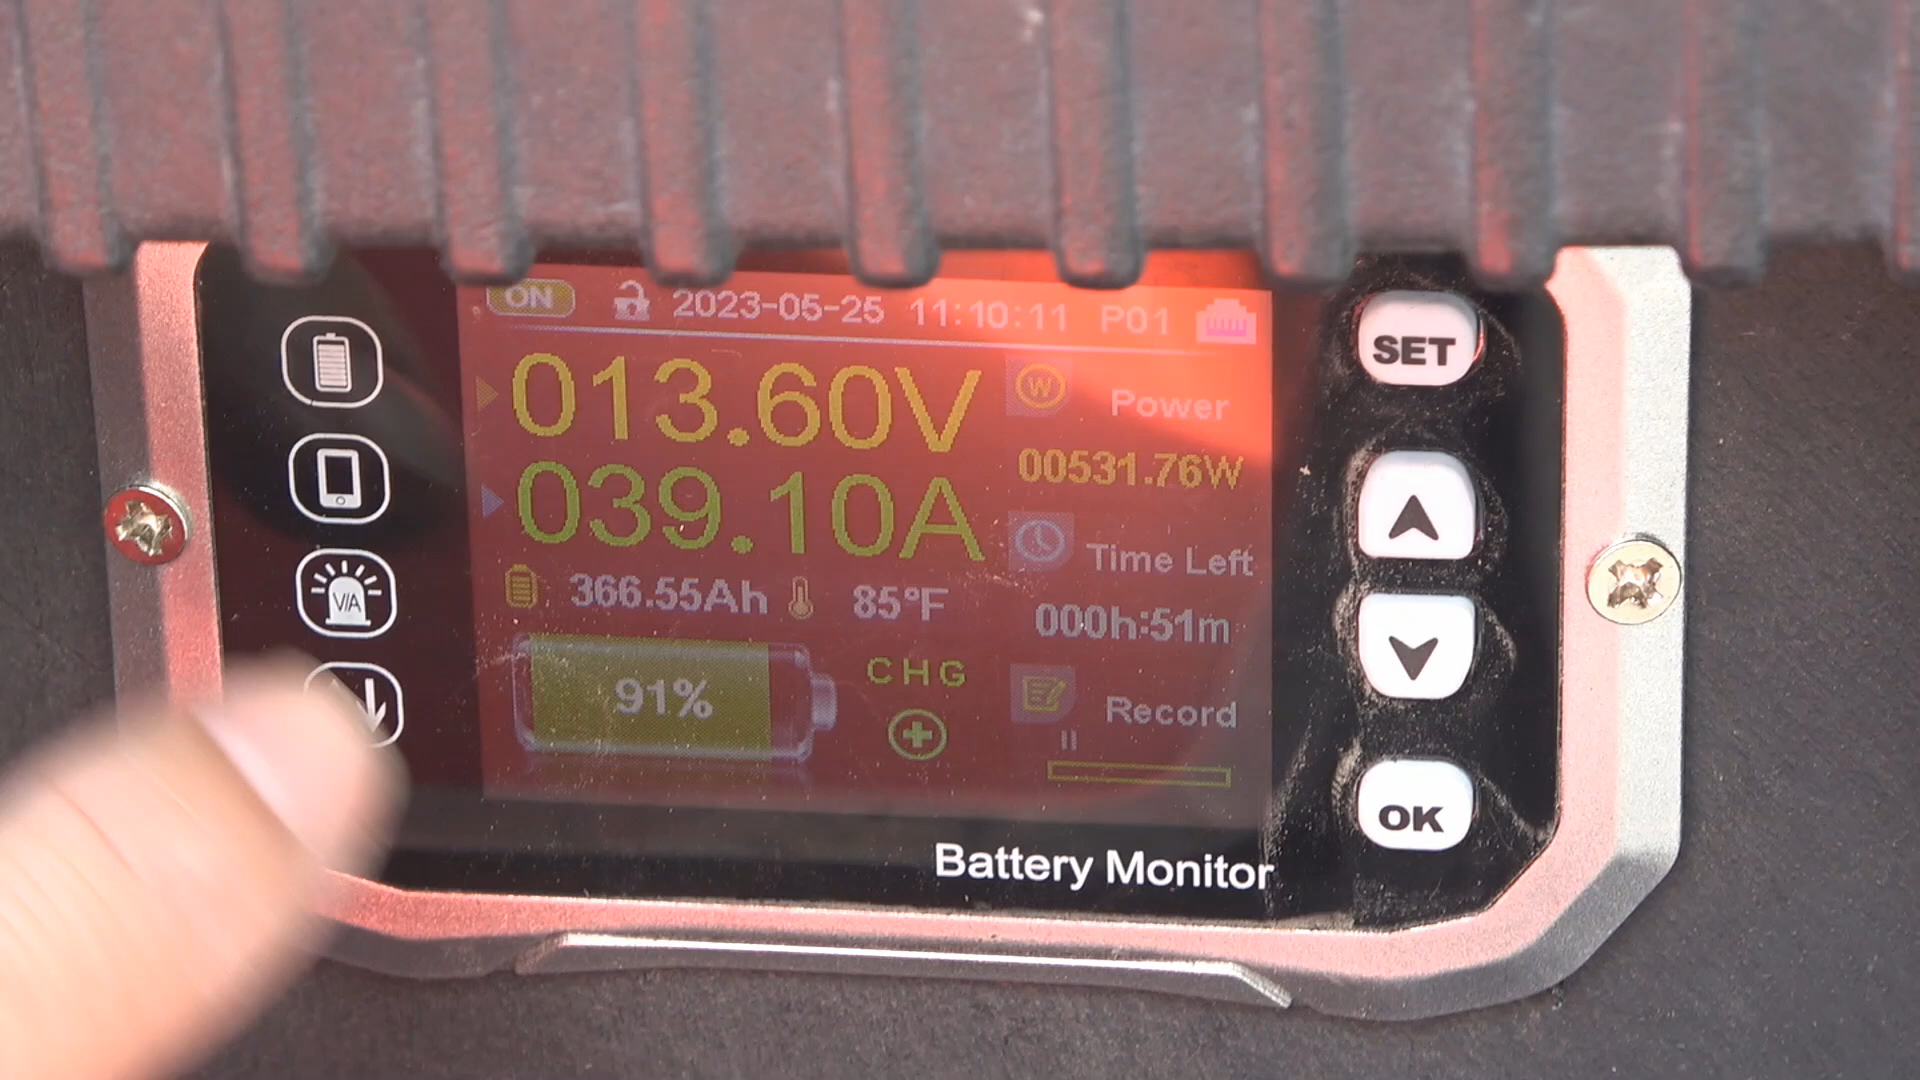 ON 2023-05-25 11:10:11 P01
013.60V
Power
00531.76W
039.10A
Time Left
000h:51m
366.55Ah 85°F
91%
CHG
Record
Battery Monitor
V/A
SET
OK